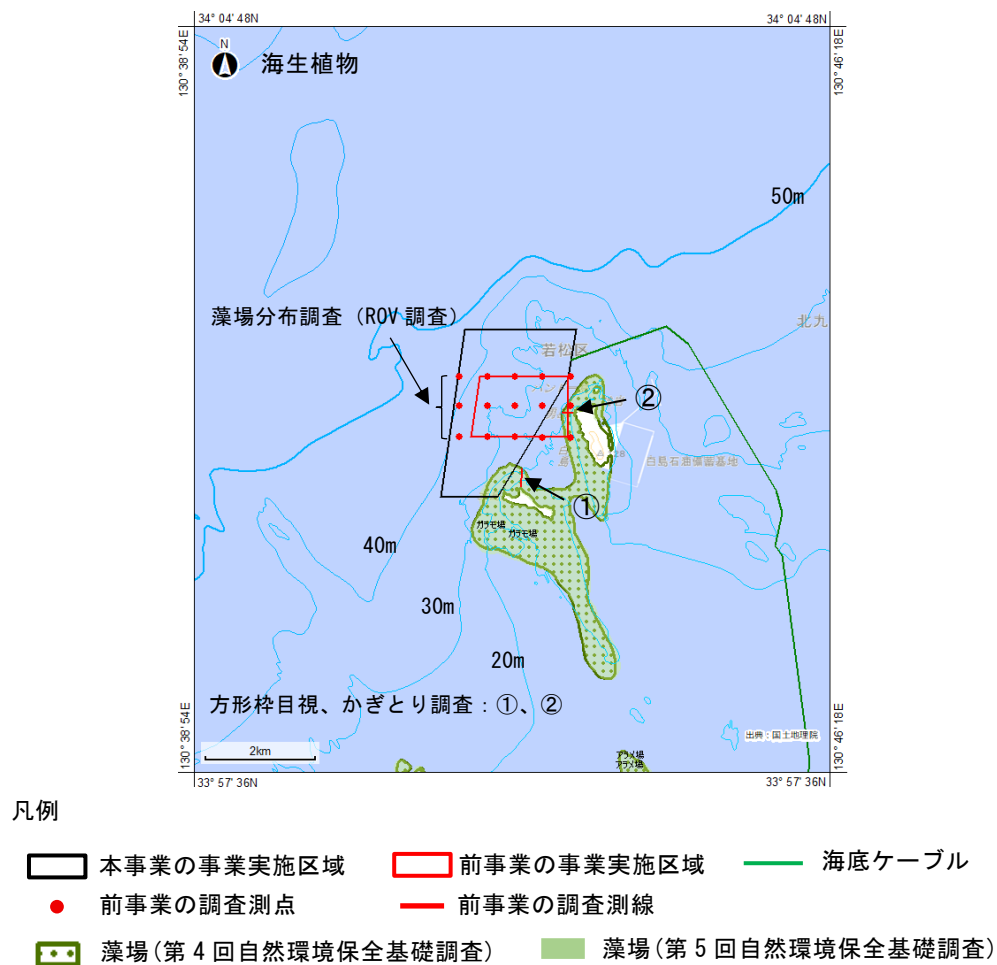 34° 04′ 48N
34° 04′ 48N
130° 38′ 54E
130° 46′ 18E
N
海生植物
50m
藻場分布調査（ROV 調査）
北九
若松区
②
白島石油備蓄基地
①
ガラモ場
ガラモ場
40m
30m
20m
方形枠目視、かぎとり調査：①、②
出典：国土地理院
2km
アラメ場
アラメ場
130° 38′ 54E
130° 46′ 18E
33° 57′ 36N
33° 57′ 36N
凡例
本事業の事業実施区域
前事業の事業実施区域
海底ケーブル
前事業の調査測点
前事業の調査測線
藻場(第４回自然環境保全基礎調査)
藻場(第５回自然環境保全基礎調査)